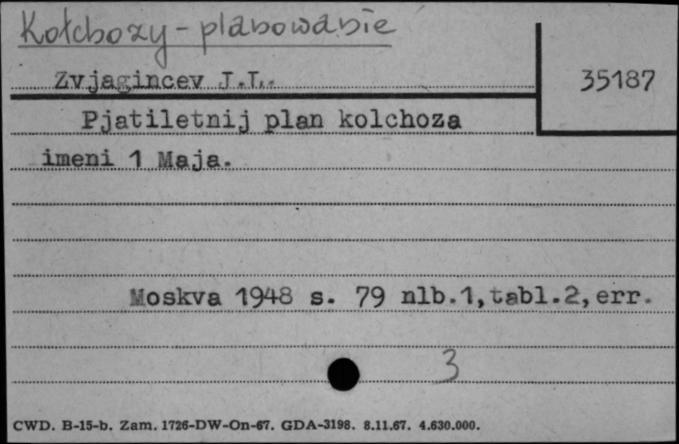 Kołchozy - planowanie
Zvjagincev J.I.
35187
Pjatiletnij plan kolchoza
imeni 1 Maja.
Moskva 1948 s. 79 nlb.1,tabl.2,err.
3
CWD. B-15-b. Zam. 1726-DW-On-67. GDA-3198. 8.11.67. 4.630.000.